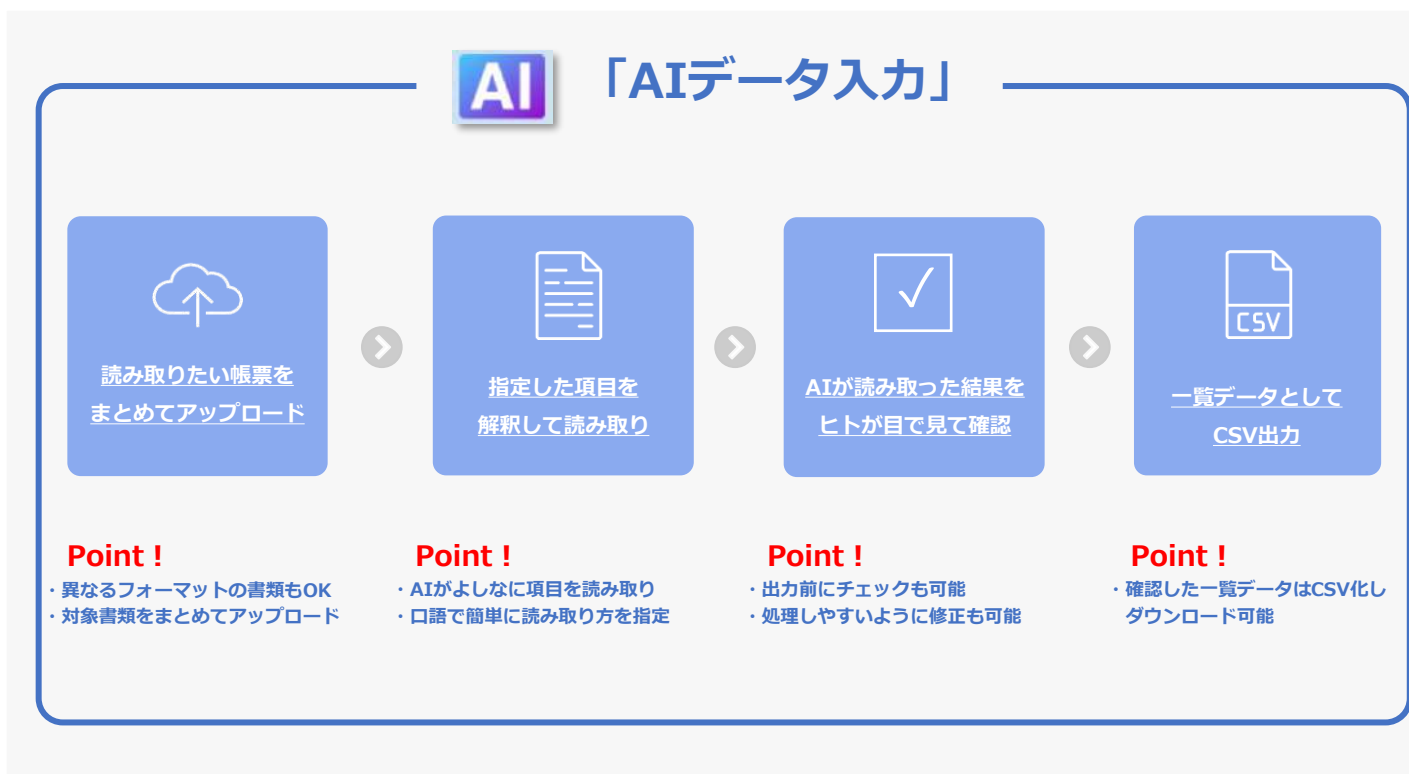 AI
「AIデータ入力」
読み取りたい帳票を
まとめてアップロード
指定した項目を
解釈して読み取り
AIが読み取った結果を
ヒトが目で見て確認
CSV
一覧データとして
CSV出力
Point！
・異なるフォーマットの書類もOK
・対象書類をまとめてアップロード
Point！
・AIがよしなに項目を読み取り
・口語で簡単に読み取り方を指定
Point！
・出力前にチェックも可能
・処理しやすいように修正も可能
Point！
・確認した一覧データはCSV化し
ダウンロード可能